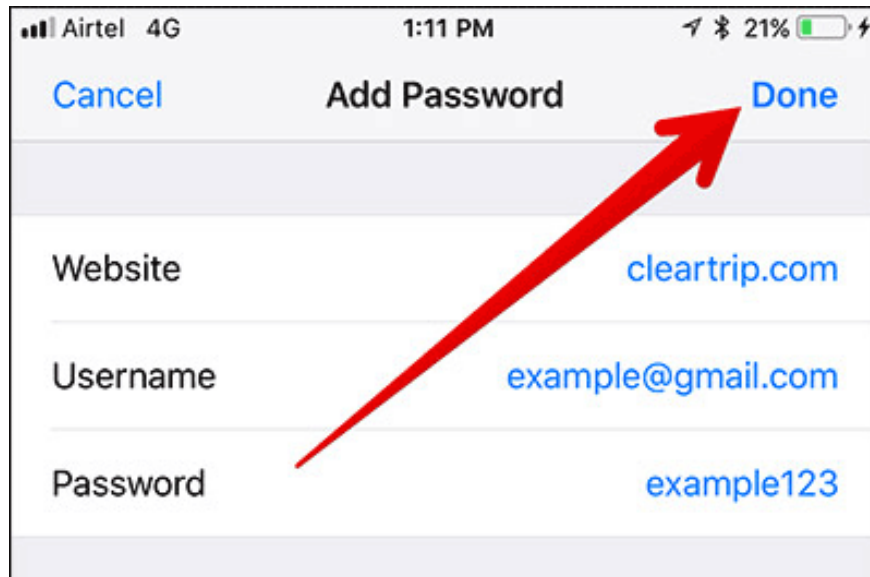 Airtel 4G 1:11 PM 21%
Cancel Add Password Done
Website cleartrip.com
Username example@gmail.com
Password example123